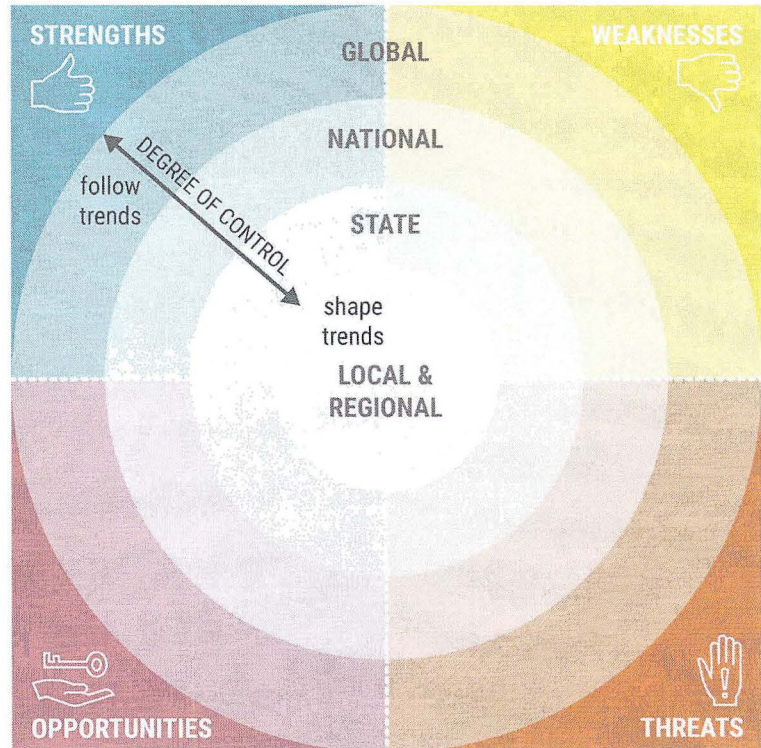 STRENGTHS
WEAKNESSES
GLOBAL
NATIONAL
DEGREE OF CONTROL
follow
trends
STATE
shape
trends
LOCAL &
REGIONAL
OPPORTUNITIES
THREATS